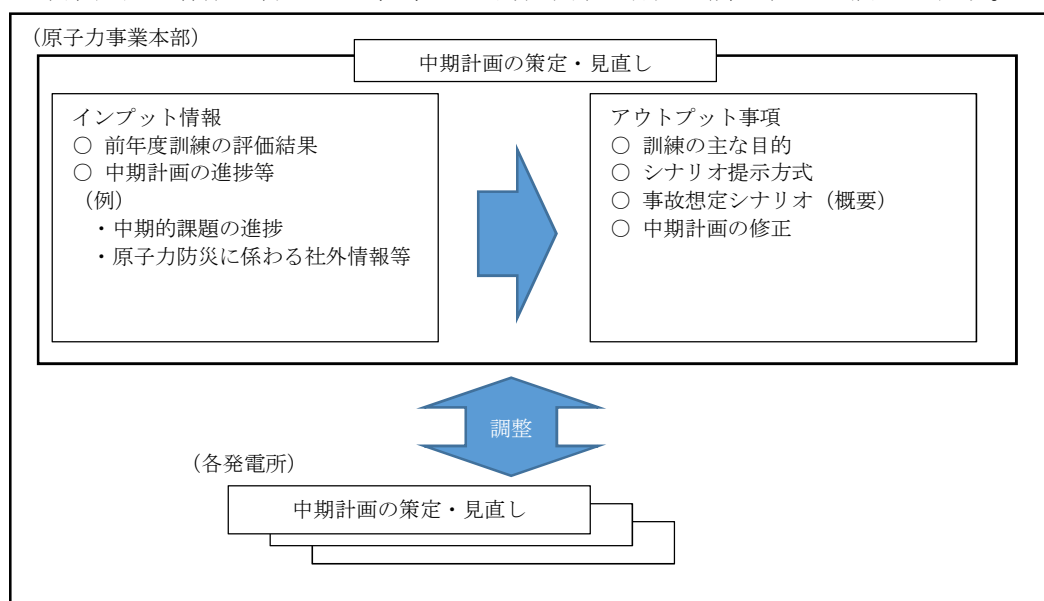 (原子力事業本部)
中期計画の策定・見直し
インプット情報
○ 前年度訓練の評価結果
○ 中期計画の進捗等
(例)
・中期的課題の進捗
・原子力防災に係わる社外情報等
アウトプット事項
○ 訓練の主な目的
○ シナリオ提示方式
○ 事故想定シナリオ(概要)
○ 中期計画の修正
調整
(各発電所)
中期計画の策定・見直し